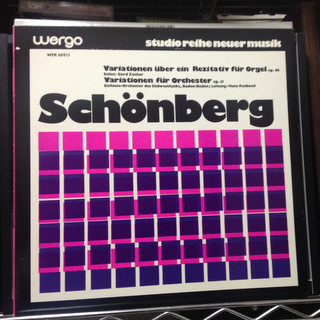 wergo
studio reihe neuer musik
WER 60013
Variationen über ein Rezitativ für Orgel op. 40
Solist: Gerd Zacher
Variationen für Orchester op. 31
Sinfonie-Orchester des Südwestfunks, Baden-Baden; Leitung: Hans Rosbaud
Schönberg